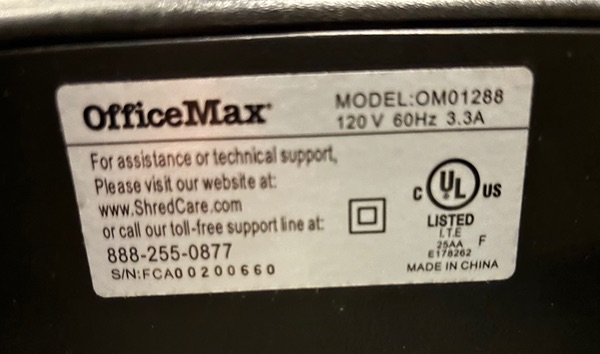 OfficeMax
MODEL:OM01288
120V 60Hz 3.3A
For assistance or technical support,
Please visit our website at:
www.ShredCare.com
or call our toll-free support line at:
888-255-0877
S/N:FCA00200660
C UL US
LISTED
I.T.E
25AA F
E178262
MADE IN CHINA